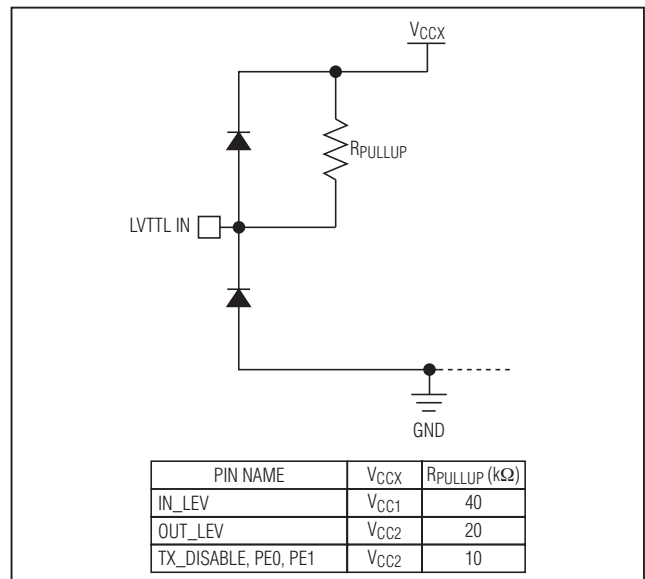 VCCX
RPULLUP
LVTTL IN
GND
PIN NAME VCCX RPULLUP (kΩ)
IN_LEV VCC1 40
OUT_LEV VCC2 20
TX_DISABLE, PE0, PE1 VCC2 10